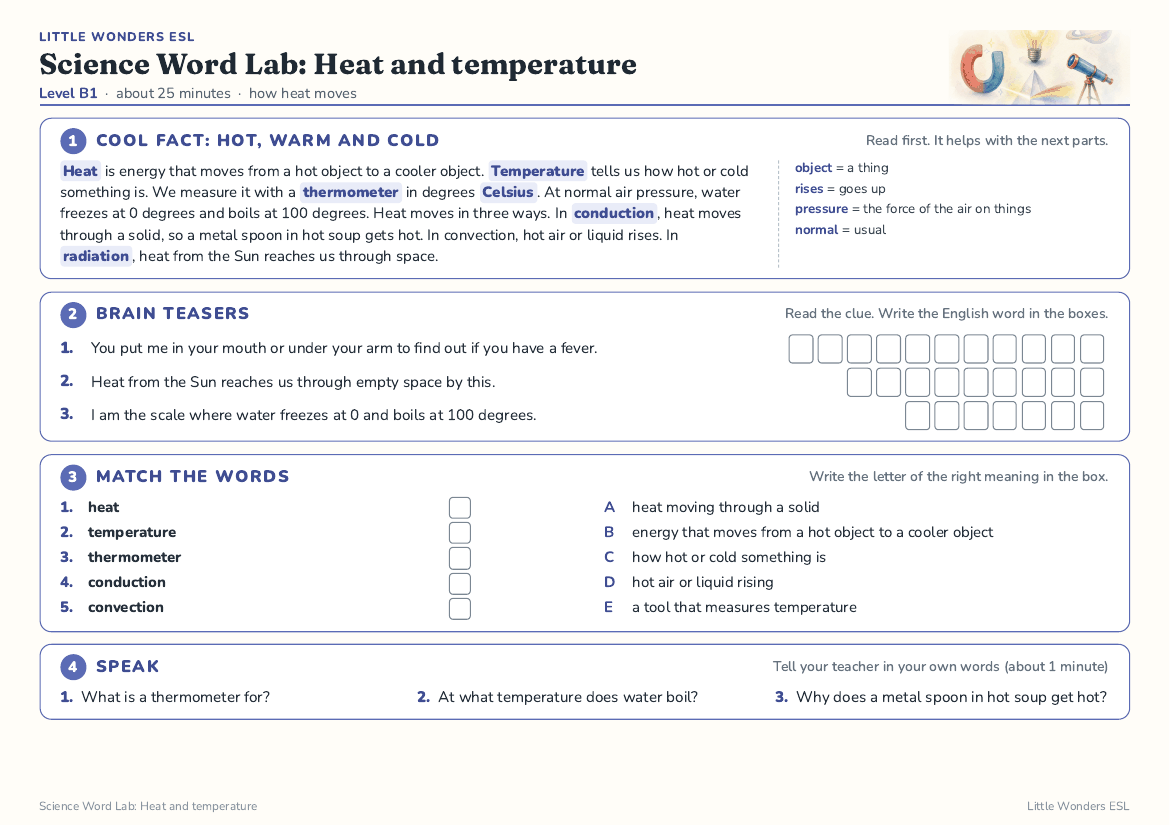 LITTLE WONDERS ESL
Science Word Lab: Heat and temperature
Level B1 · about 25 minutes · how heat moves
1 COOL FACT: HOT, WARM AND COLD
Read first. It helps with the next parts.
Heat is energy that moves from a hot object to a cooler object. Temperature tells us how hot or cold
something is. We measure it with a thermometer in degrees Celsius. At normal air pressure, water
freezes at 0 degrees and boils at 100 degrees. Heat moves in three ways. In conduction, heat moves
through a solid, so a metal spoon in hot soup gets hot. In convection, hot air or liquid rises. In
radiation, heat from the Sun reaches us through space.
object = a thing
rises = goes up
pressure = the force of the air on things
normal = usual
2 BRAIN TEASERS
Read the clue. Write the English word in the boxes.
1. You put me in your mouth or under your arm to find out if you have a fever.
2. Heat from the Sun reaches us through empty space by this.
3. I am the scale where water freezes at 0 and boils at 100 degrees.
3 MATCH THE WORDS
Write the letter of the right meaning in the box.
1. heat
2. temperature
3. thermometer
4. conduction
5. convection
A heat moving through a solid
B energy that moves from a hot object to a cooler object
C how hot or cold something is
D hot air or liquid rising
E a tool that measures temperature
4 SPEAK
Tell your teacher in your own words (about 1 minute)
1. What is a thermometer for?
2. At what temperature does water boil?
3. Why does a metal spoon in hot soup get hot?
Science Word Lab: Heat and temperature
Little Wonders ESL